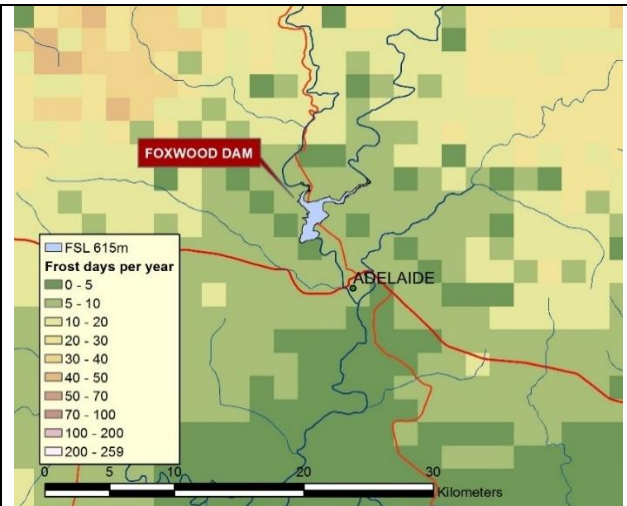 FOXWOOD DAM
ADELAIDE
FSL 615m
Frost days per year
0 - 5
5 - 10
10 - 20
20 - 30
30 - 40
40 - 50
50 - 70
70 - 100
100 - 200
200 - 259
0 5 10 20 30
Kilometers